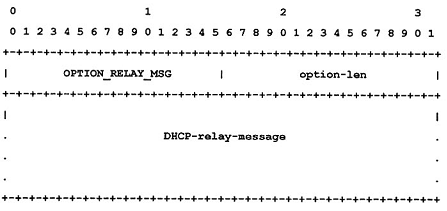 0 1 2 3
0 1 2 3 4 5 6 7 8 9 0 1 2 3 4 5 6 7 8 9 0 1 2 3 4 5 6 7 8 9 0 1
+-+-+-+-+-+-+-+-+-+-+-+-+-+-+-+-+-+-+-+-+-+-+-+-+-+-+-+-+-+-+-+-+
| OPTION_RELAY_MSG | option-len |
+-+-+-+-+-+-+-+-+-+-+-+-+-+-+-+-+-+-+-+-+-+-+-+-+-+-+-+-+-+-+-+-+
| |
. DHCP-relay-message .
. .
. .
+-+-+-+-+-+-+-+-+-+-+-+-+-+-+-+-+-+-+-+-+-+-+-+-+-+-+-+-+-+-+-+-+